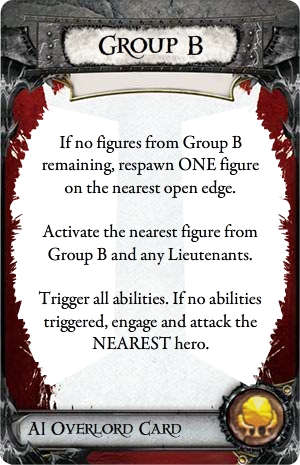 Group B
If no figures from Group B
remaining, respawn ONE figure
on the nearest open edge.
Activate the nearest figure from
Group B and any Lieutenants.
Trigger all abilities. If no abilities
triggered, engage and attack the
NEAREST hero.
AI Overlord Card